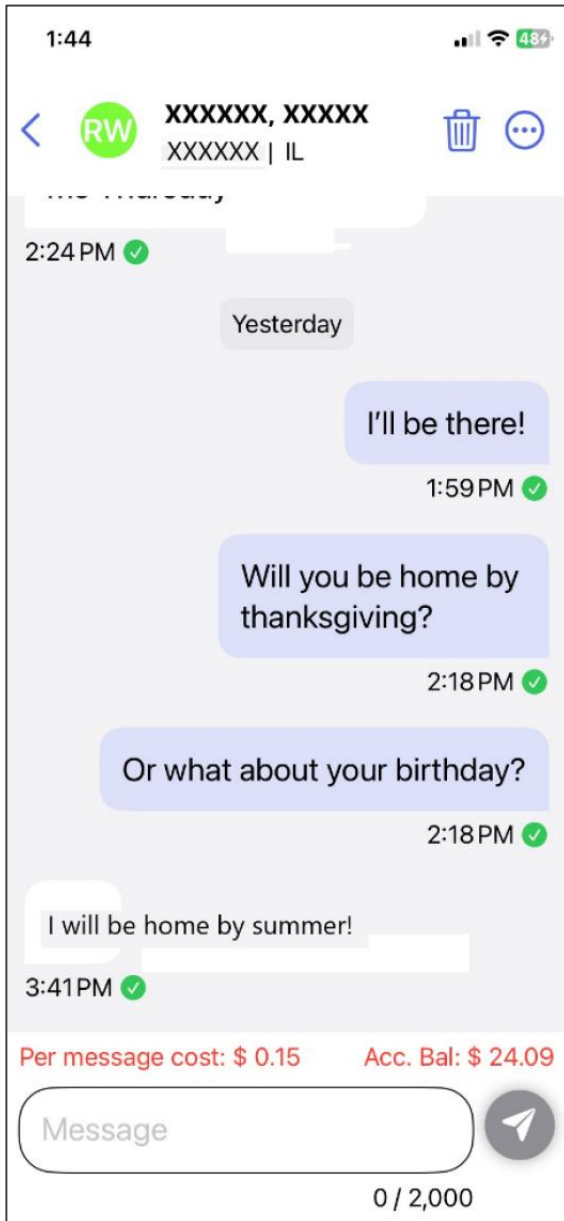 1:44
48
RW
XXXXXX, XXXXX
XXXXXX | IL
2:24 PM
Yesterday
I'll be there!
1:59 PM
Will you be home by
thanksgiving?
2:18 PM
Or what about your birthday?
2:18 PM
I will be home by summer!
3:41 PM
Per message cost: $ 0.15 Acc. Bal: $ 24.09
Message
0 / 2,000